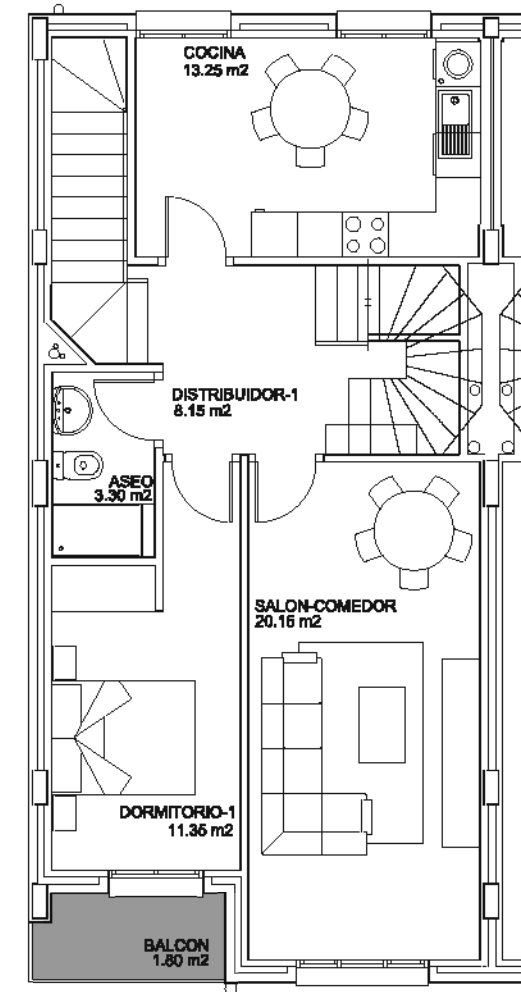 COCINA
13.25 m2
DISTRIBUIDOR-1
8.15 m2
ASEO
3.30 m2
SALON-COMEDOR
20.16 m2
DORMITORIO-1
11.35 m2
BALCON
1.80 m2